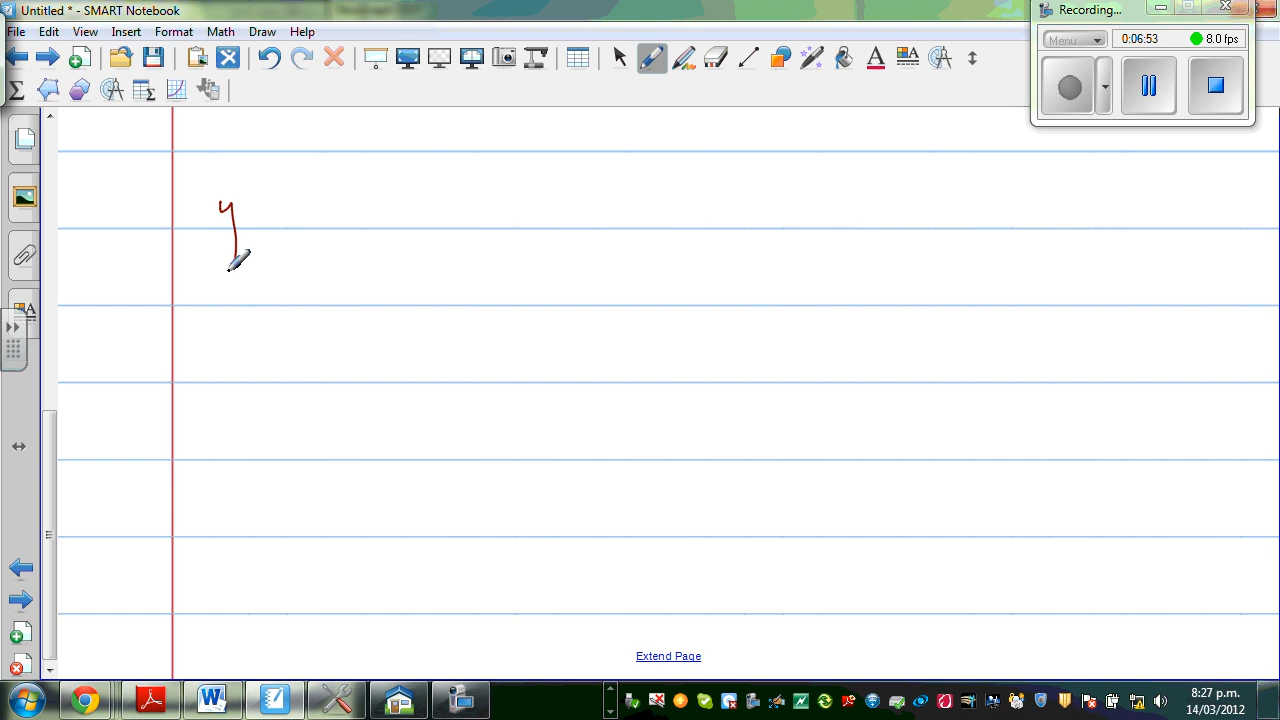 Untitled * - SMART Notebook
Recording...
File Edit View Insert Format Math Draw Help
Menu
0:06:53
8.0 fps
y
Extend Page
8:27 p.m.
14/03/2012